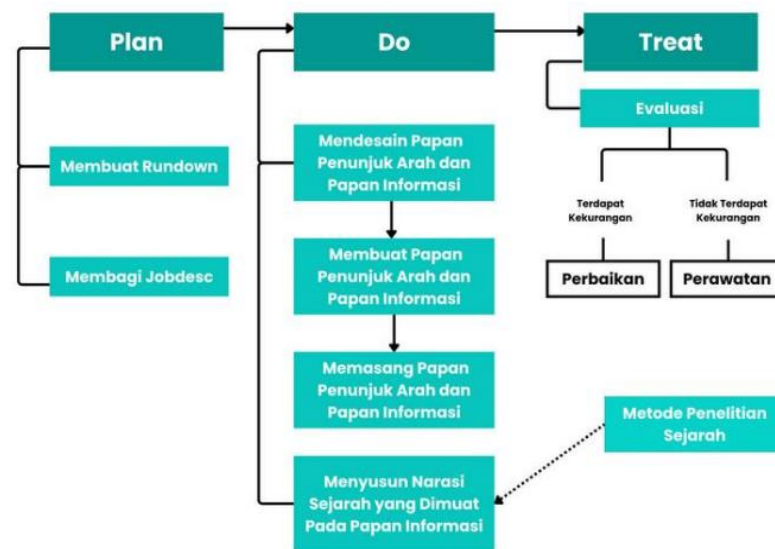 Plan
Do
Treat
Membuat Rundown
Membagi Jobdesc
Mendesain Papan
Penunjuk Arah dan
Papan Informasi
Membuat Papan
Penunjuk Arah dan
Papan Informasi
Memasang Papan
Penunjuk Arah dan
Papan Informasi
Menyusun Narasi
Sejarah yang Dimuat
Pada Papan Informasi
Evaluasi
Terdapat
Kekurangan
Tidak Terdapat
Kekurangan
Perbaikan
Perawatan
Metode Penelitian
Sejarah